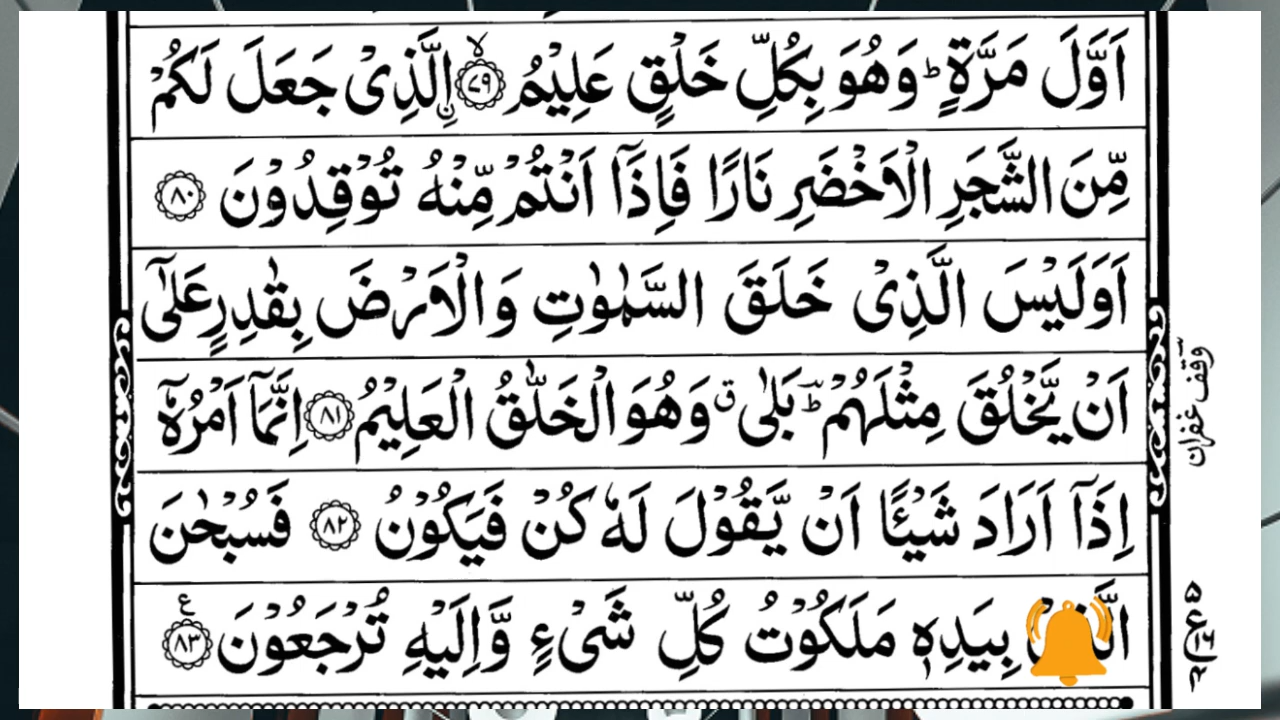 اَوَّلَ مَرَّةٍ ؕ وَهُوَ بِكُلِّ خَلْقٍ عَلِيْمُ ۙ﴿۷۹﴾ ۟الَّذِىْ جَعَلَ لَكُمْ
مِّنَ الشَّجَرِ الْاَخْضَرِ نَارًا فَاِذَاۤ اَنْتُمْ مِّنْهُ تُوْقِدُوْنَ ﴿۸۰﴾
اَوَلَيْسَ الَّذِىْ خَلَقَ السَّمٰوٰتِ وَالْاَرْضَ بِقٰدِرٍ عَلٰٓى
اَنْ يَّخْلُقَ مِثْلَهُمْ ؕ بَلٰى ۗ وَهُوَ الْخَلّٰقُ الْعَلِيْمُ ﴿۸۱﴾ اِنَّمَاۤ اَمْرُهٗۤ
اِذَاۤ اَرَادَ شَيْئًا اَنْ يَّقُوْلَ لَهٗ كُنْ فَيَكُوْنُ ﴿۸۲﴾ فَسُبْحٰنَ
بِيَدِهٖ مَلَكُوْتُ كُلِّ شَىْءٍ وَّاِلَيْهِ تُرْجَعُوْنَ ﴿۸۳﴾ ع
وقف غفران